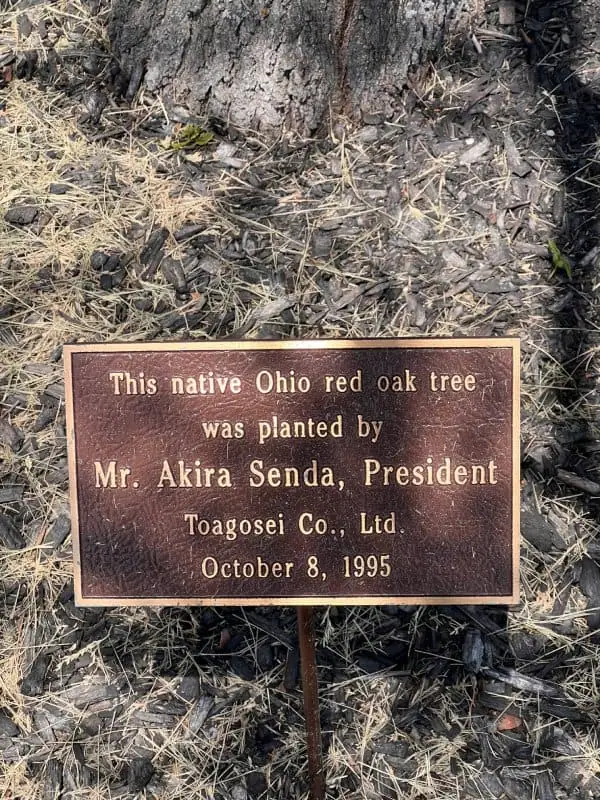 This native Ohio red oak tree
was planted by
Mr. Akira Senda, President
Toagosei Co., Ltd.
October 8, 1995